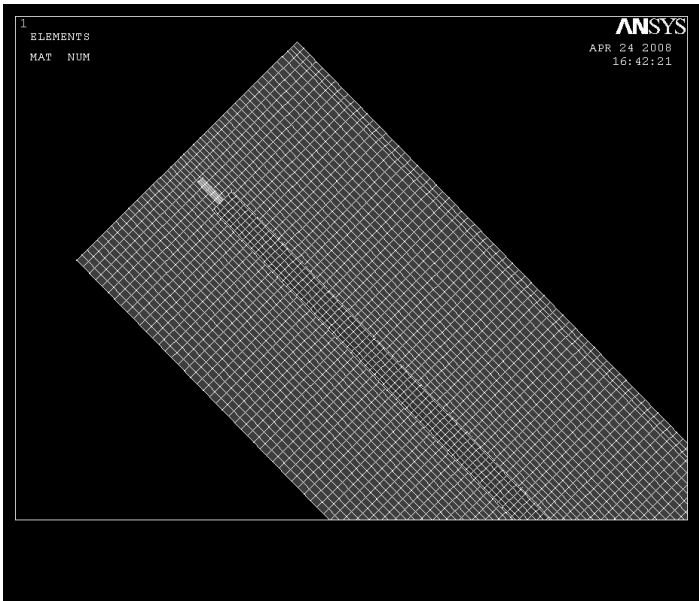 1
ELEMENTS
MAT NUM
ANSYS
APR 24 2008
16:42:21